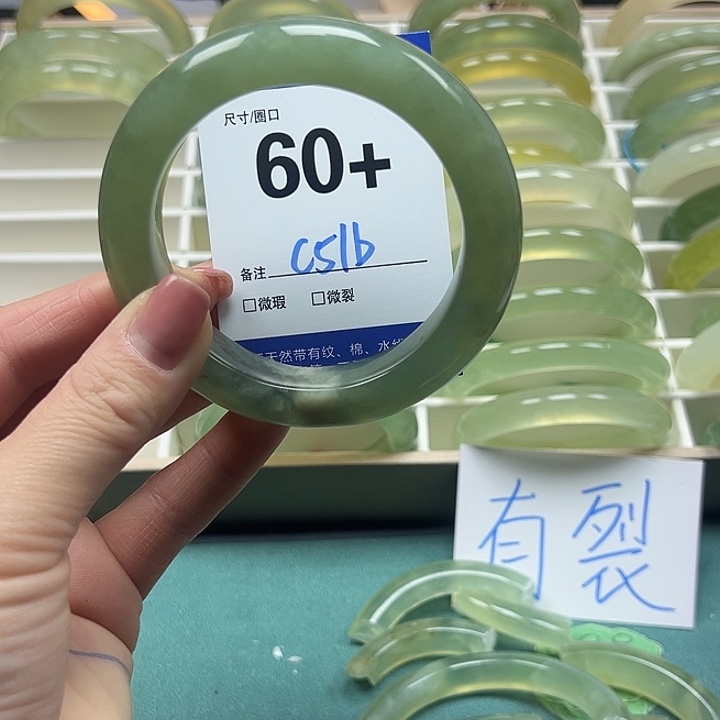 尺寸/圈口
60+
备注 C51b
□微瑕 □微裂
天然带有纹、棉、水线
有裂